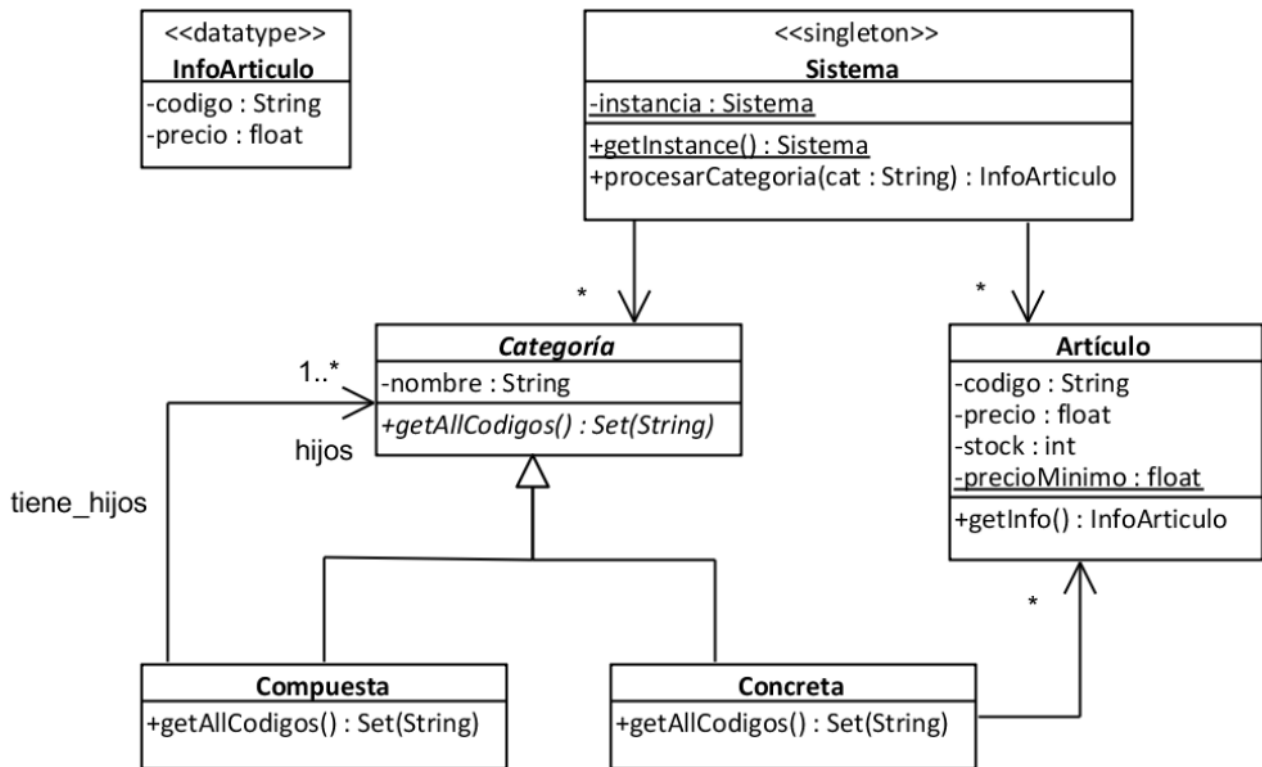 <<datatype>>
InfoArticulo
-codigo : String
-precio : float
<<singleton>>
Sistema
-instancia : Sistema
+getInstance() : Sistema
+procesarCategoria(cat : String) : InfoArticulo
*
*
Categoría
-nombre : String
+getAllCodigos() : Set(String)
1..*
hijos
tiene_hijos
Artículo
-codigo : String
-precio : float
-stock : int
-precioMinimo : float
+getInfo() : InfoArticulo
*
Compuesta
+getAllCodigos() : Set(String)
Concreta
+getAllCodigos() : Set(String)